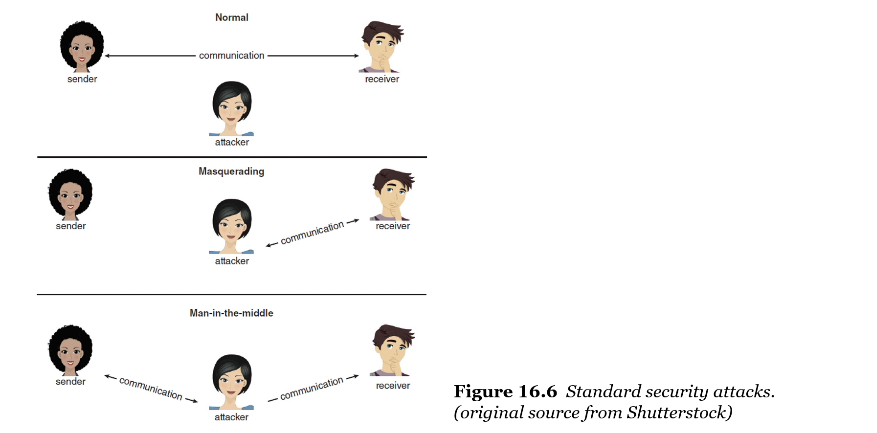 Normal
communication
sender
receiver
attacker
Masquerading
communication
sender
receiver
attacker
Man-in-the-middle
communication
communication
sender
receiver
attacker
Figure 16.6 Standard security attacks.
(original source from Shutterstock)